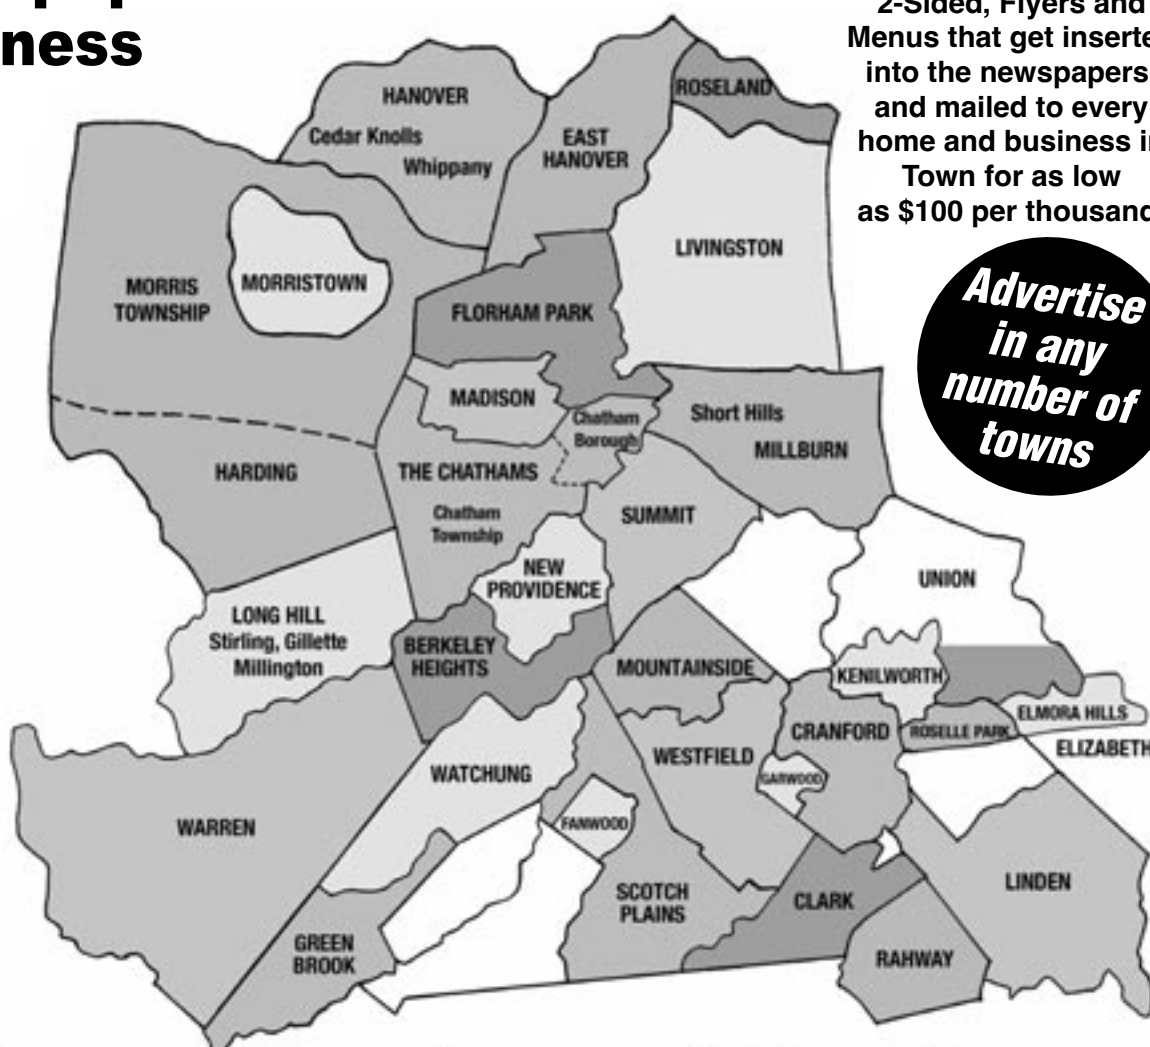 ness
2-Sided, Flyers and
Menus that get
into the newspapers
and mailed to every
home and business
Town for as low
as $100 per thousand
Advertise
in any
number of
towns
HANOVER
Cedar Knolls
Whippany
EAST
HANOVER
ROSELAND
LIVINGSTON
MORRIS
TOWNSHIP
MORRISTOWN
FLORHAM PARK
MADISON
Chatham
Borough
Short Hills
MILLBURN
HARDING
THE CHATHAMS
Chatham
Township
SUMMIT
NEW
PROVIDENCE
UNION
LONG HILL
Stirling, Gillette
Millington
BERKELEY
HEIGHTS
MOUNTAINSIDE
KENILWORTH
ELMORA HILLS
CRANFORD
ROSELLE PARK
ELIZABETH
WESTFIELD
GARWOOD
WATCHUNG
FANWOOD
WARREN
SCOTCH
PLAINS
CLARK
LINDEN
GREEN
BROOK
RAHWAY